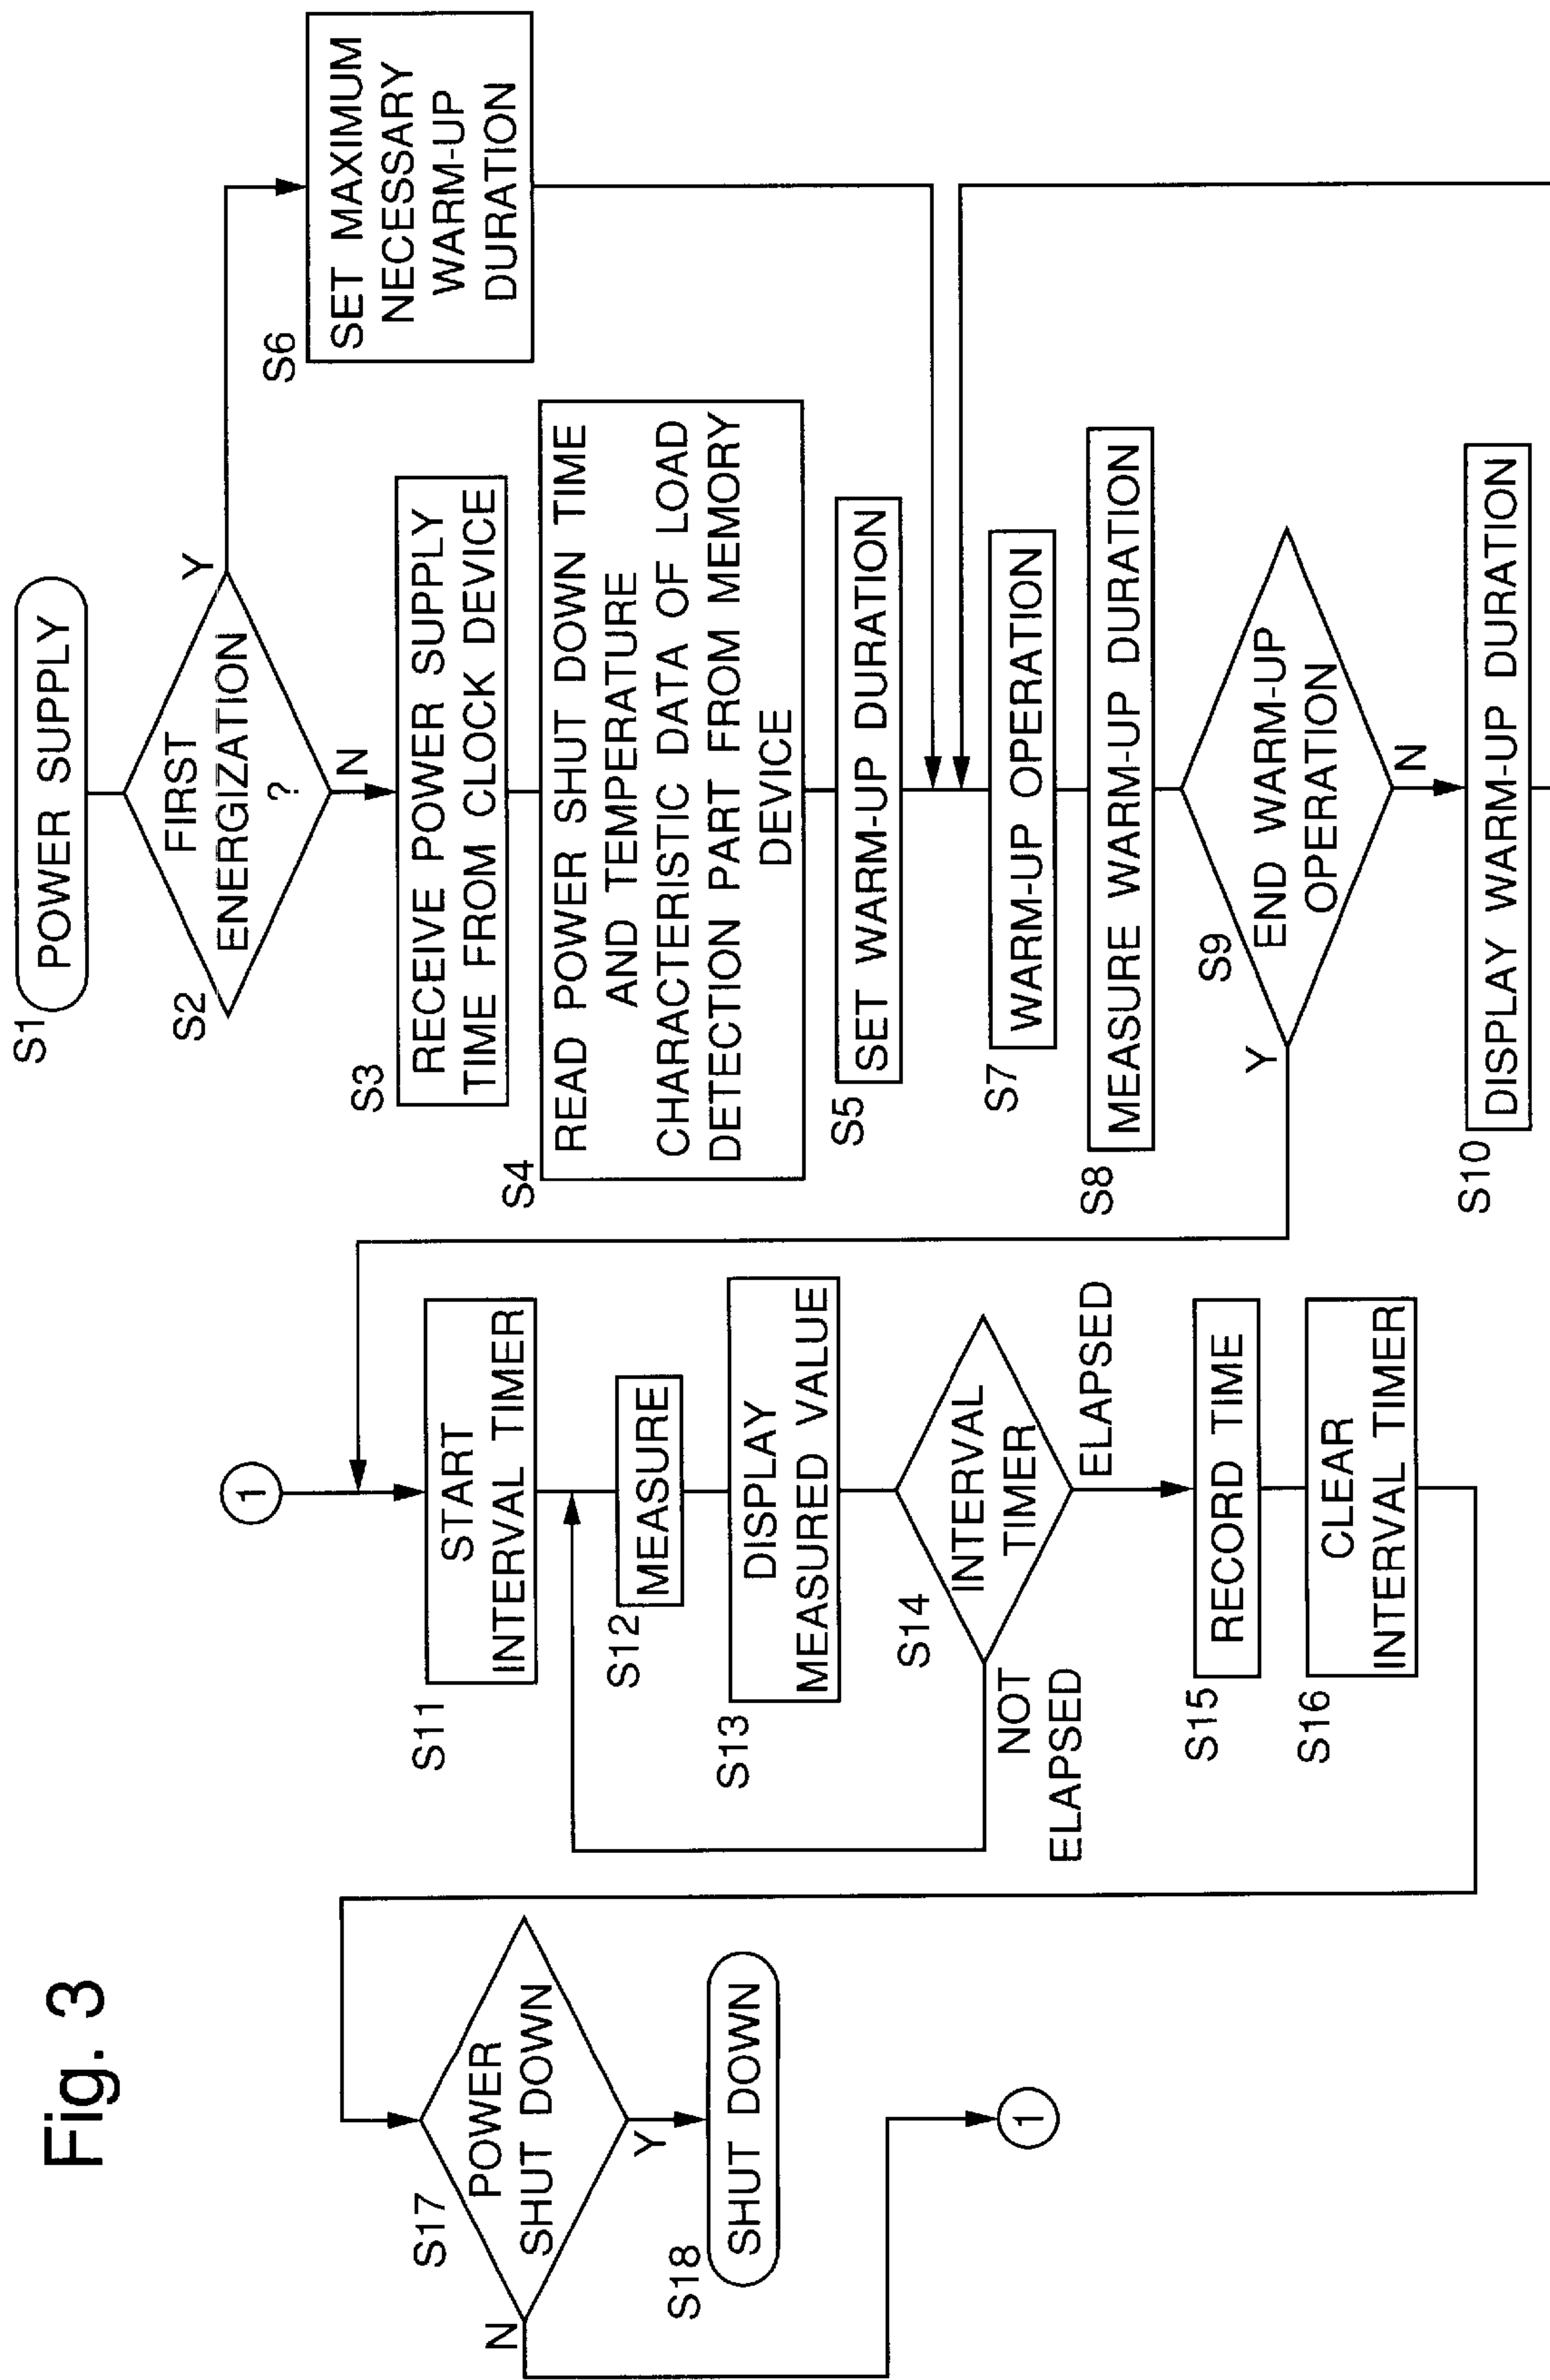 Fig. 3
S1
POWER SUPPLY
S2
FIRST
ENERGIZATION
?
Y
N
S3
RECEIVE POWER SUPPLY
TIME FROM CLOCK DEVICE
S4
READ POWER SHUT DOWN TIME
AND TEMPERATURE
CHARACTERISTIC DATA OF LOAD
DETECTION PART FROM MEMORY
DEVICE
S5
SET WARM-UP DURATION
S6
SET MAXIMUM
NECESSARY
WARM-UP
DURATION
S7
WARM-UP OPERATION
S8
MEASURE WARM-UP DURATION
S9
END WARM-UP
OPERATION
Y
N
S10
DISPLAY WARM-UP DURATION
1
S11
START
INTERVAL TIMER
S12
MEASURE
S13
DISPLAY
MEASURED VALUE
S14
INTERVAL
TIMER
NOT
ELAPSED
ELAPSED
S15
RECORD TIME
S16
CLEAR
INTERVAL TIMER
S17
POWER
SHUT DOWN
N
Y
S18
SHUT DOWN
1